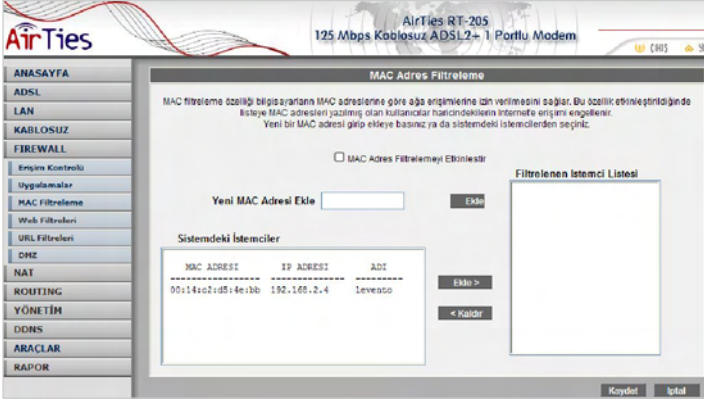 AirTies
AirTies RT-205
125 Mbps Kablosuz ADSL2+ 1 Portlu Modem
ÇIKIŞ
ANASAYFA
ADSL
LAN
KABLOSUZ
FIREWALL
Erişim Kontrolü
Uygulamalar
MAC Filtreleme
Web Filtreleri
URL Filtreleri
DMZ
NAT
ROUTING
YÖNETİM
DDNS
ARAÇLAR
RAPOR
MAC Adres Filtreleme
MAC filtreleme özelliği bilgisayarların MAC adreslerine göre ağa erişimlerine izin verilmesini sağlar. Bu özellik etkinleştirildiğinde
listeye MAC adresleri yazılmış olan kullanıcılar haricindekilerin Internet'e erişimi engellenir.
Yeni bir MAC adresi girip ekleye basınız ya da sistemdeki istemcilerden seçiniz.
MAC Adres Filtrelemeyi Etkinleştir
Yeni MAC Adresi Ekle
Ekle
Filtrelenen Istemci Listesi
Sistemdeki İstemciler
MAC ADRESI IP ADRESI ADI
----------------- ----------- ---------
00:14:c2:d5:4e:bb 192.168.2.4 levento
Ekle >
< Kaldır
Kaydet Iptal